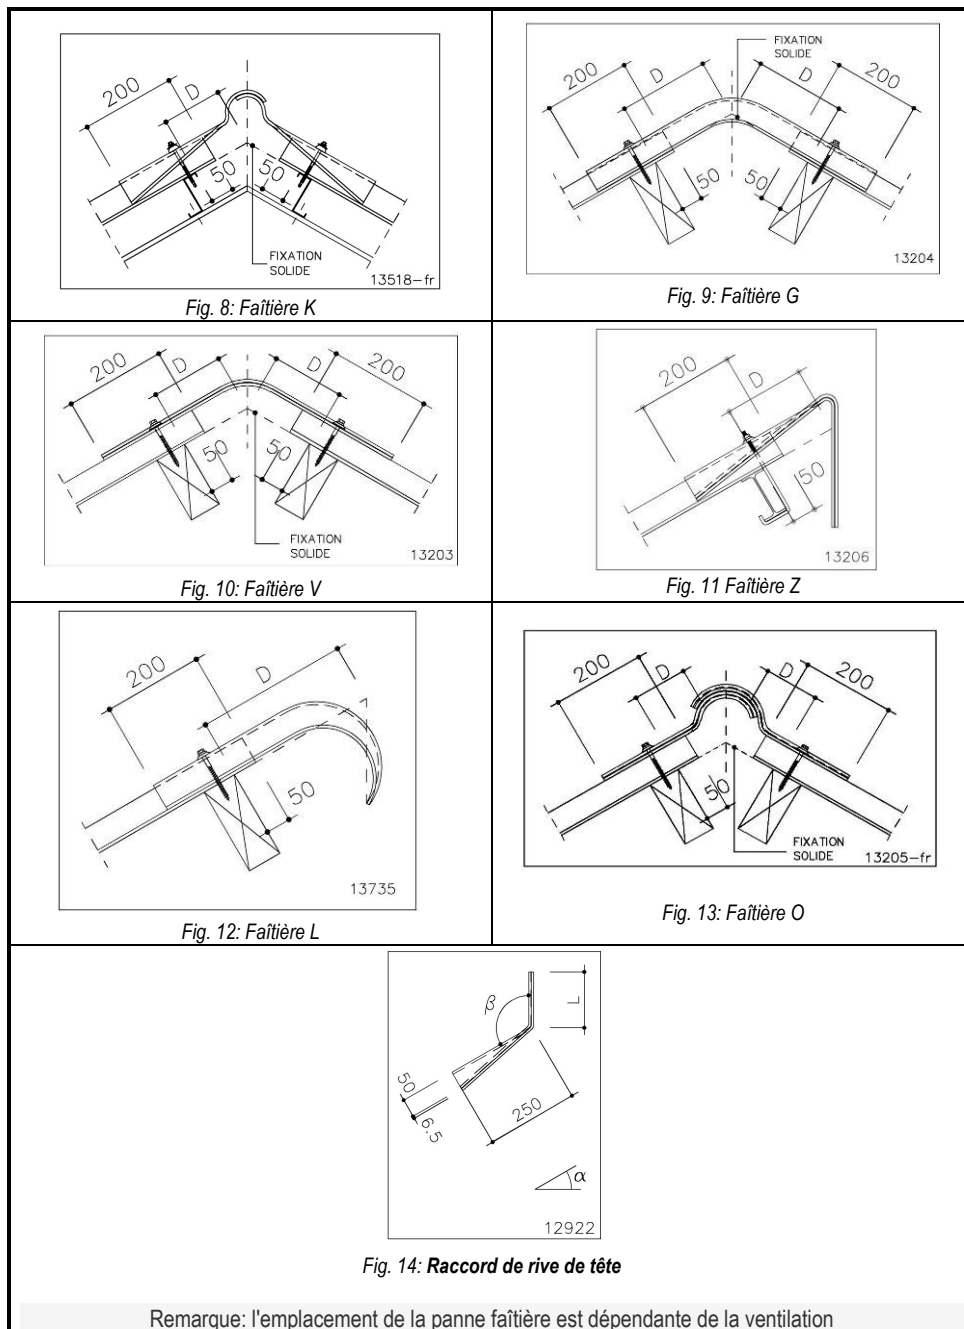 200
D
50
50
FIXATION
SOLIDE
13518-fr
Fig. 8: Faîtière K
FIXATION
SOLIDE
200
D
D
200
50
50
13204
Fig. 9: Faîtière G
200
D
D
200
50
50
FIXATION
SOLIDE
13203
Fig. 10: Faîtière V
200
D
150
13206
Fig. 11 Faîtière Z
200
D
50
13735
Fig. 12: Faîtière L
200
D
D
200
50
FIXATION
SOLIDE
13205-fr
Fig. 13: Faîtière O
β
L
50
6.5
250
α
12922
Fig. 14: Raccord de rive de tête
Remarque: l'emplacement de la panne faîtière est dépendante de la ventilation